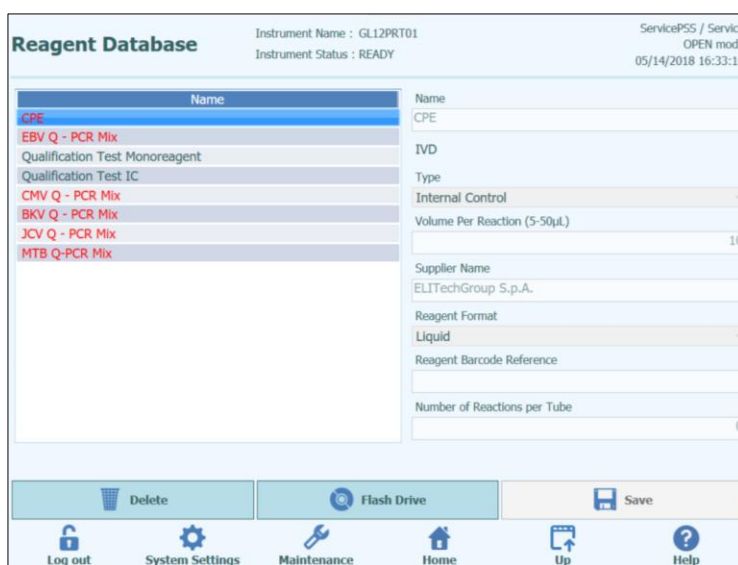 Reagent Database
Instrument Name : GL12PRT01
Instrument Status : READY
ServicePSS / Servic
OPEN mod
05/14/2018 16:33:1
Name
CPE
EBV Q - PCR Mix
Qualification Test Monoreagent
Qualification Test IC
CMV Q - PCR Mix
BKV Q - PCR Mix
JCV Q - PCR Mix
MTB Q-PCR Mix
Name
CPE
IVD
Type
Internal Control
Volume Per Reaction (5-50µL)
10
Supplier Name
ELITechGroup S.p.A.
Reagent Format
Liquid
Reagent Barcode Reference
Number of Reactions per Tube
Delete
Flash Drive
Save
Log out
System Settings
Maintenance
Home
Up
Help